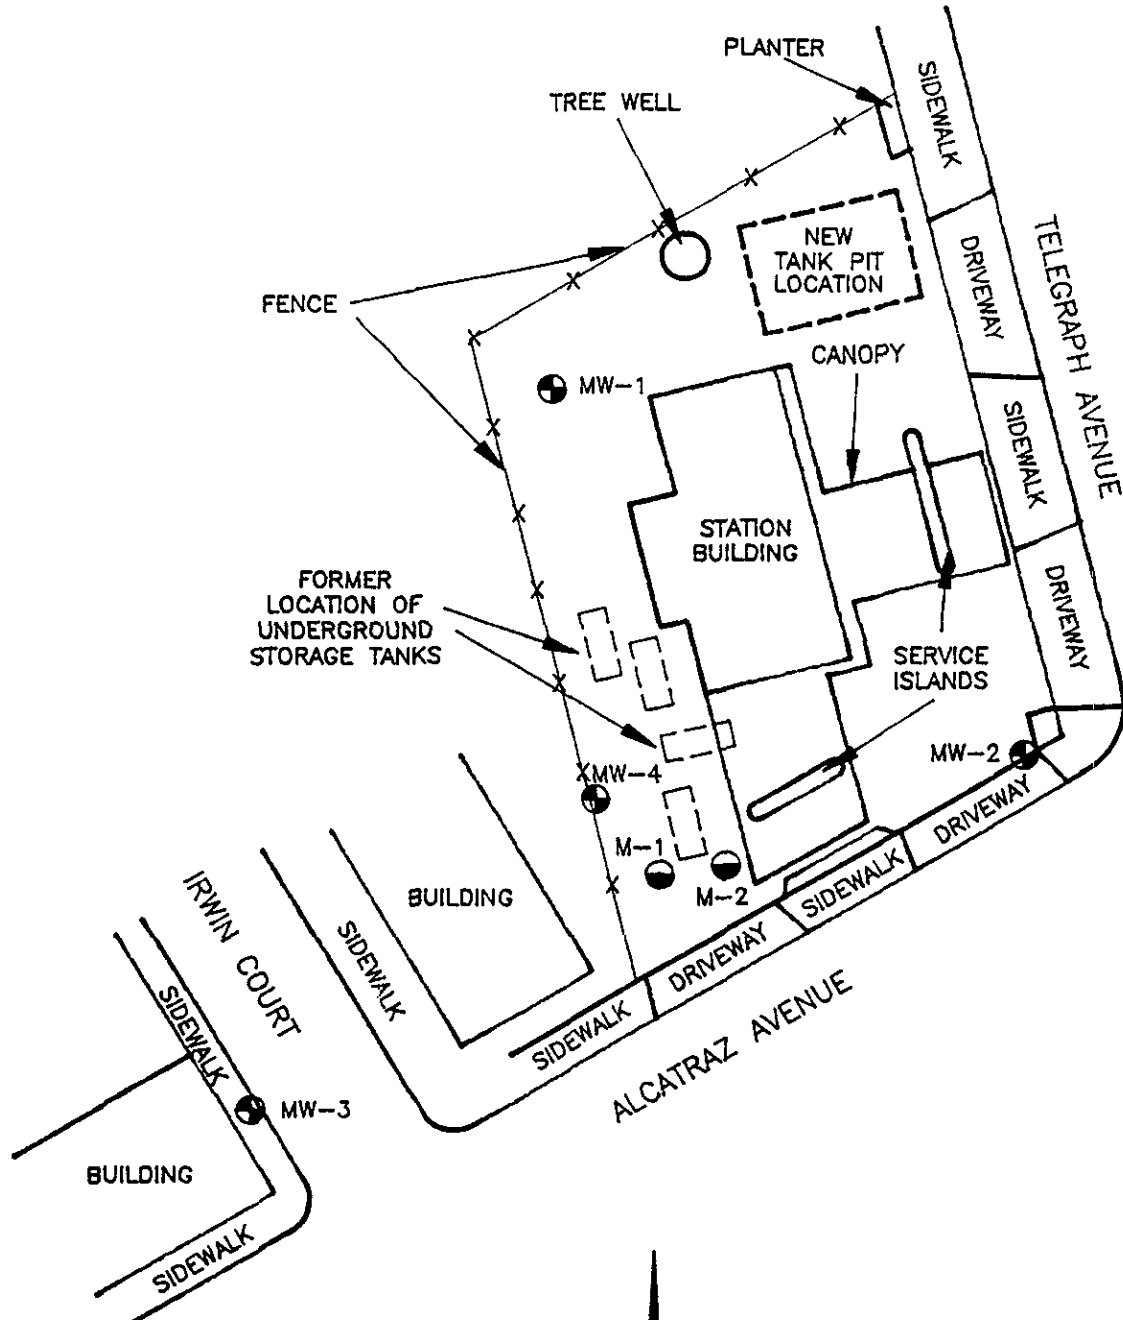 PLANTER
SIDEWALK
TREE WELL
NEW
TANK PIT
LOCATION
DRIVEWAY
TELEGRAPH AVENUE
FENCE
CANOPY
MW-1
SIDEWALK
STATION
BUILDING
FORMER
LOCATION OF
UNDERGROUND
STORAGE TANKS
DRIVEWAY
SERVICE
ISLANDS
MW-2
MW-4
DRIVEWAY
M-1
M-2
SIDEWALK
BUILDING
IRWIN COURT
SIDEWALK
DRIVEWAY
SIDEWALK
ALCATRAZ AVENUE
SIDEWALK
MW-3
BUILDING
SIDEWALK